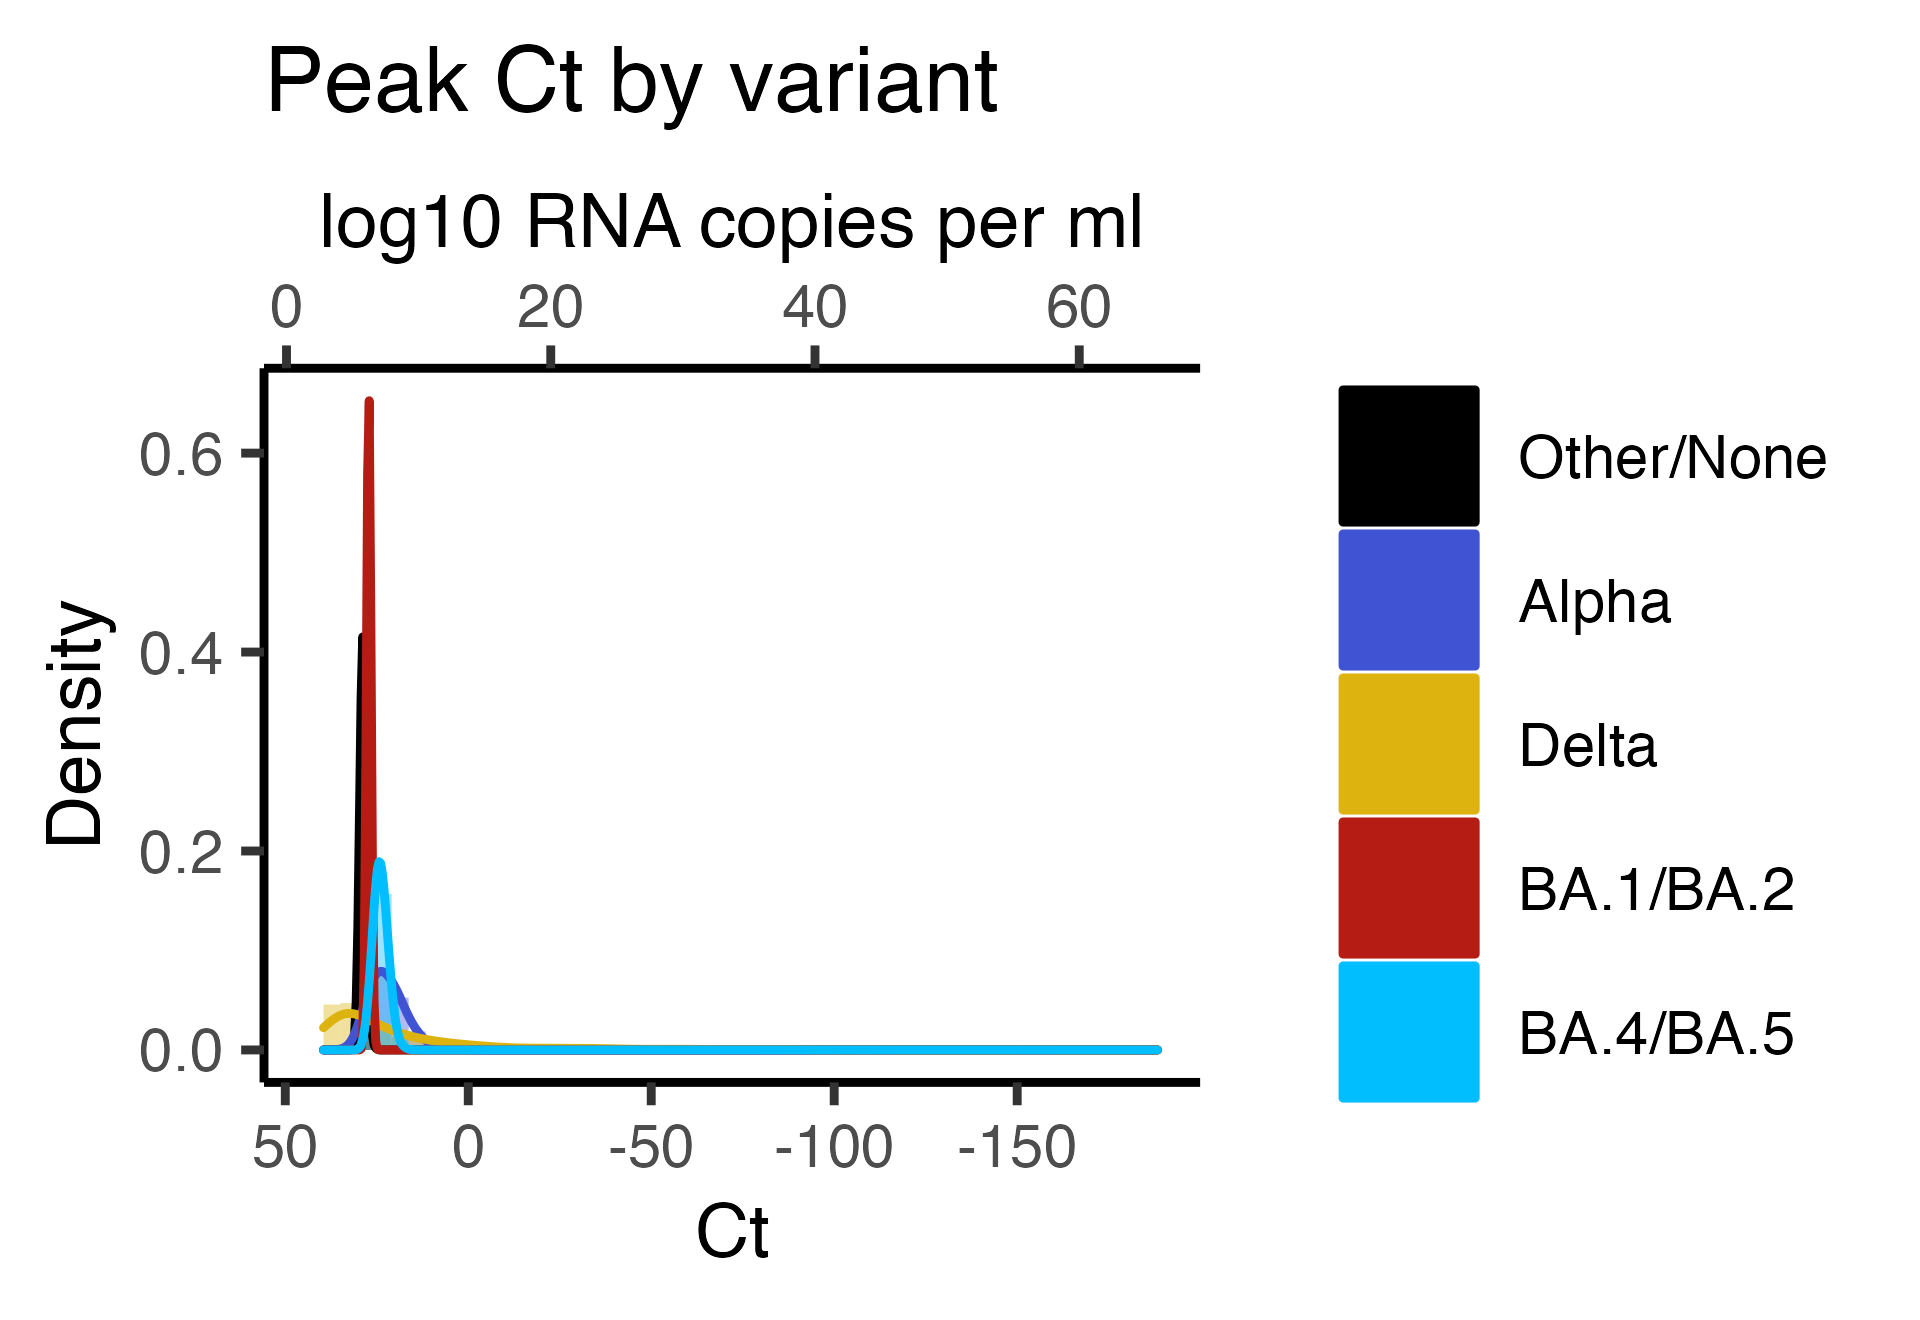 Peak Ct by variant
log10 RNA copies per ml
0 20 40 60
0.6
0.4
0.2
0.0
Density
50 0 -50 -100 -150
Ct
Other/None
Alpha
Delta
BA.1/BA.2
BA.4/BA.5